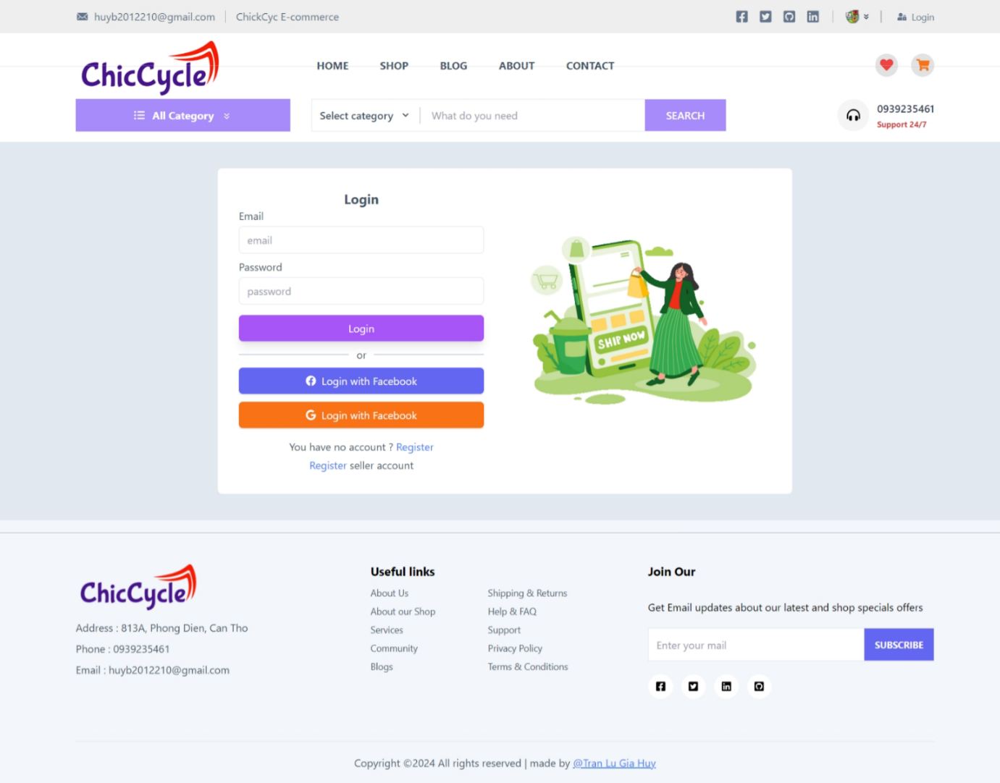 huyb2012210@gmail.com
ChickCyc E-commerce
Login
ChicCycle
HOME
SHOP
BLOG
ABOUT
CONTACT
All Category
Select category
What do you need
SEARCH
0939235461
Support 24/7
Login
Email
email
Password
password
Login
or
Login with Facebook
Login with Facebook
You have no account ? Register
Register seller account
SHIP NOW
ChicCycle
Address : 813A, Phong Dien, Can Tho
Phone : 0939235461
Email : huyb2012210@gmail.com
Useful links
About Us
About our Shop
Services
Community
Blogs
Shipping & Returns
Help & FAQ
Support
Privacy Policy
Terms & Conditions
Join Our
Get Email updates about our latest and shop specials offers
Enter your mail
SUBSCRIBE
Copyright ©2024 All rights reserved | made by @Tran Lu Gia Huy